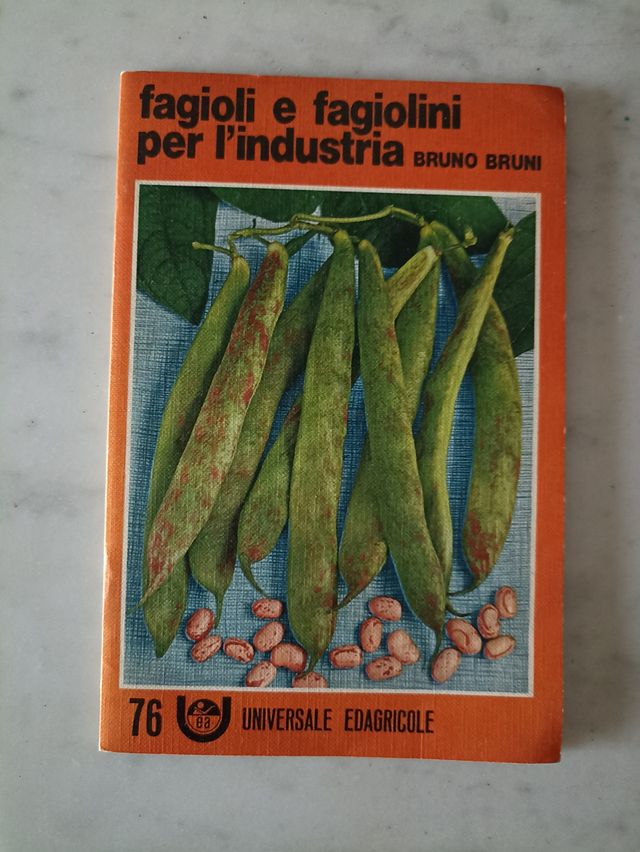 fagioli e fagiolini
per l'industria BRUNO BRUNI
76 ea UNIVERSALE EDAGRICOLE